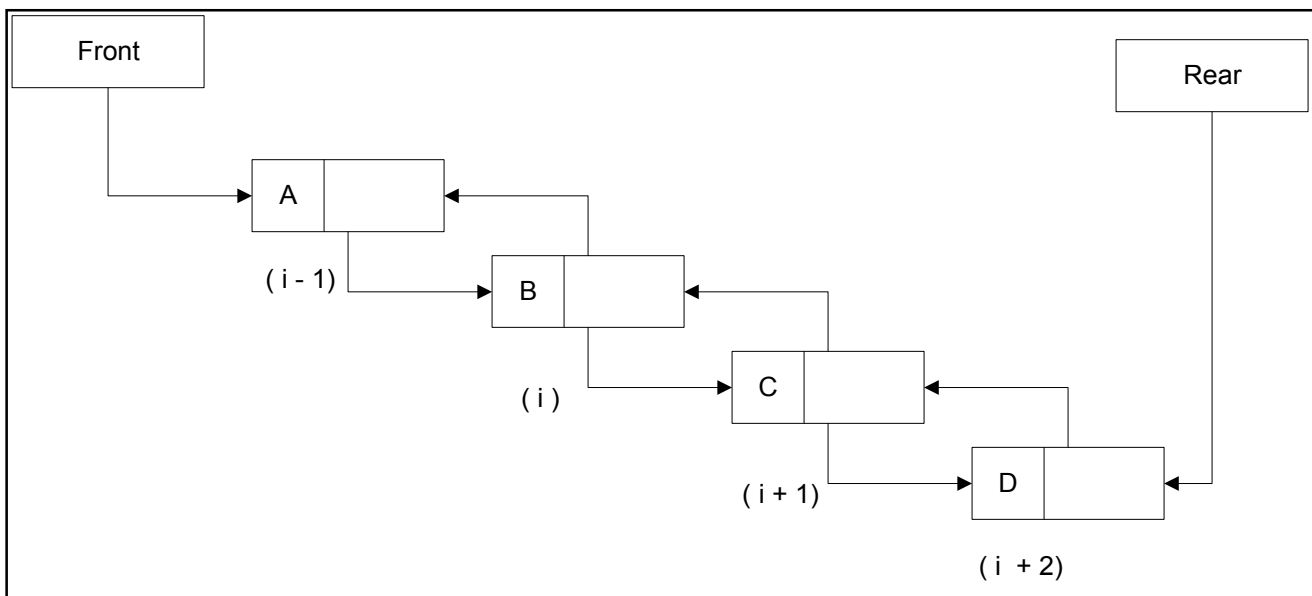 Front
Rear
A
( i - 1)
B
( i )
C
( i + 1)
D
( i + 2)